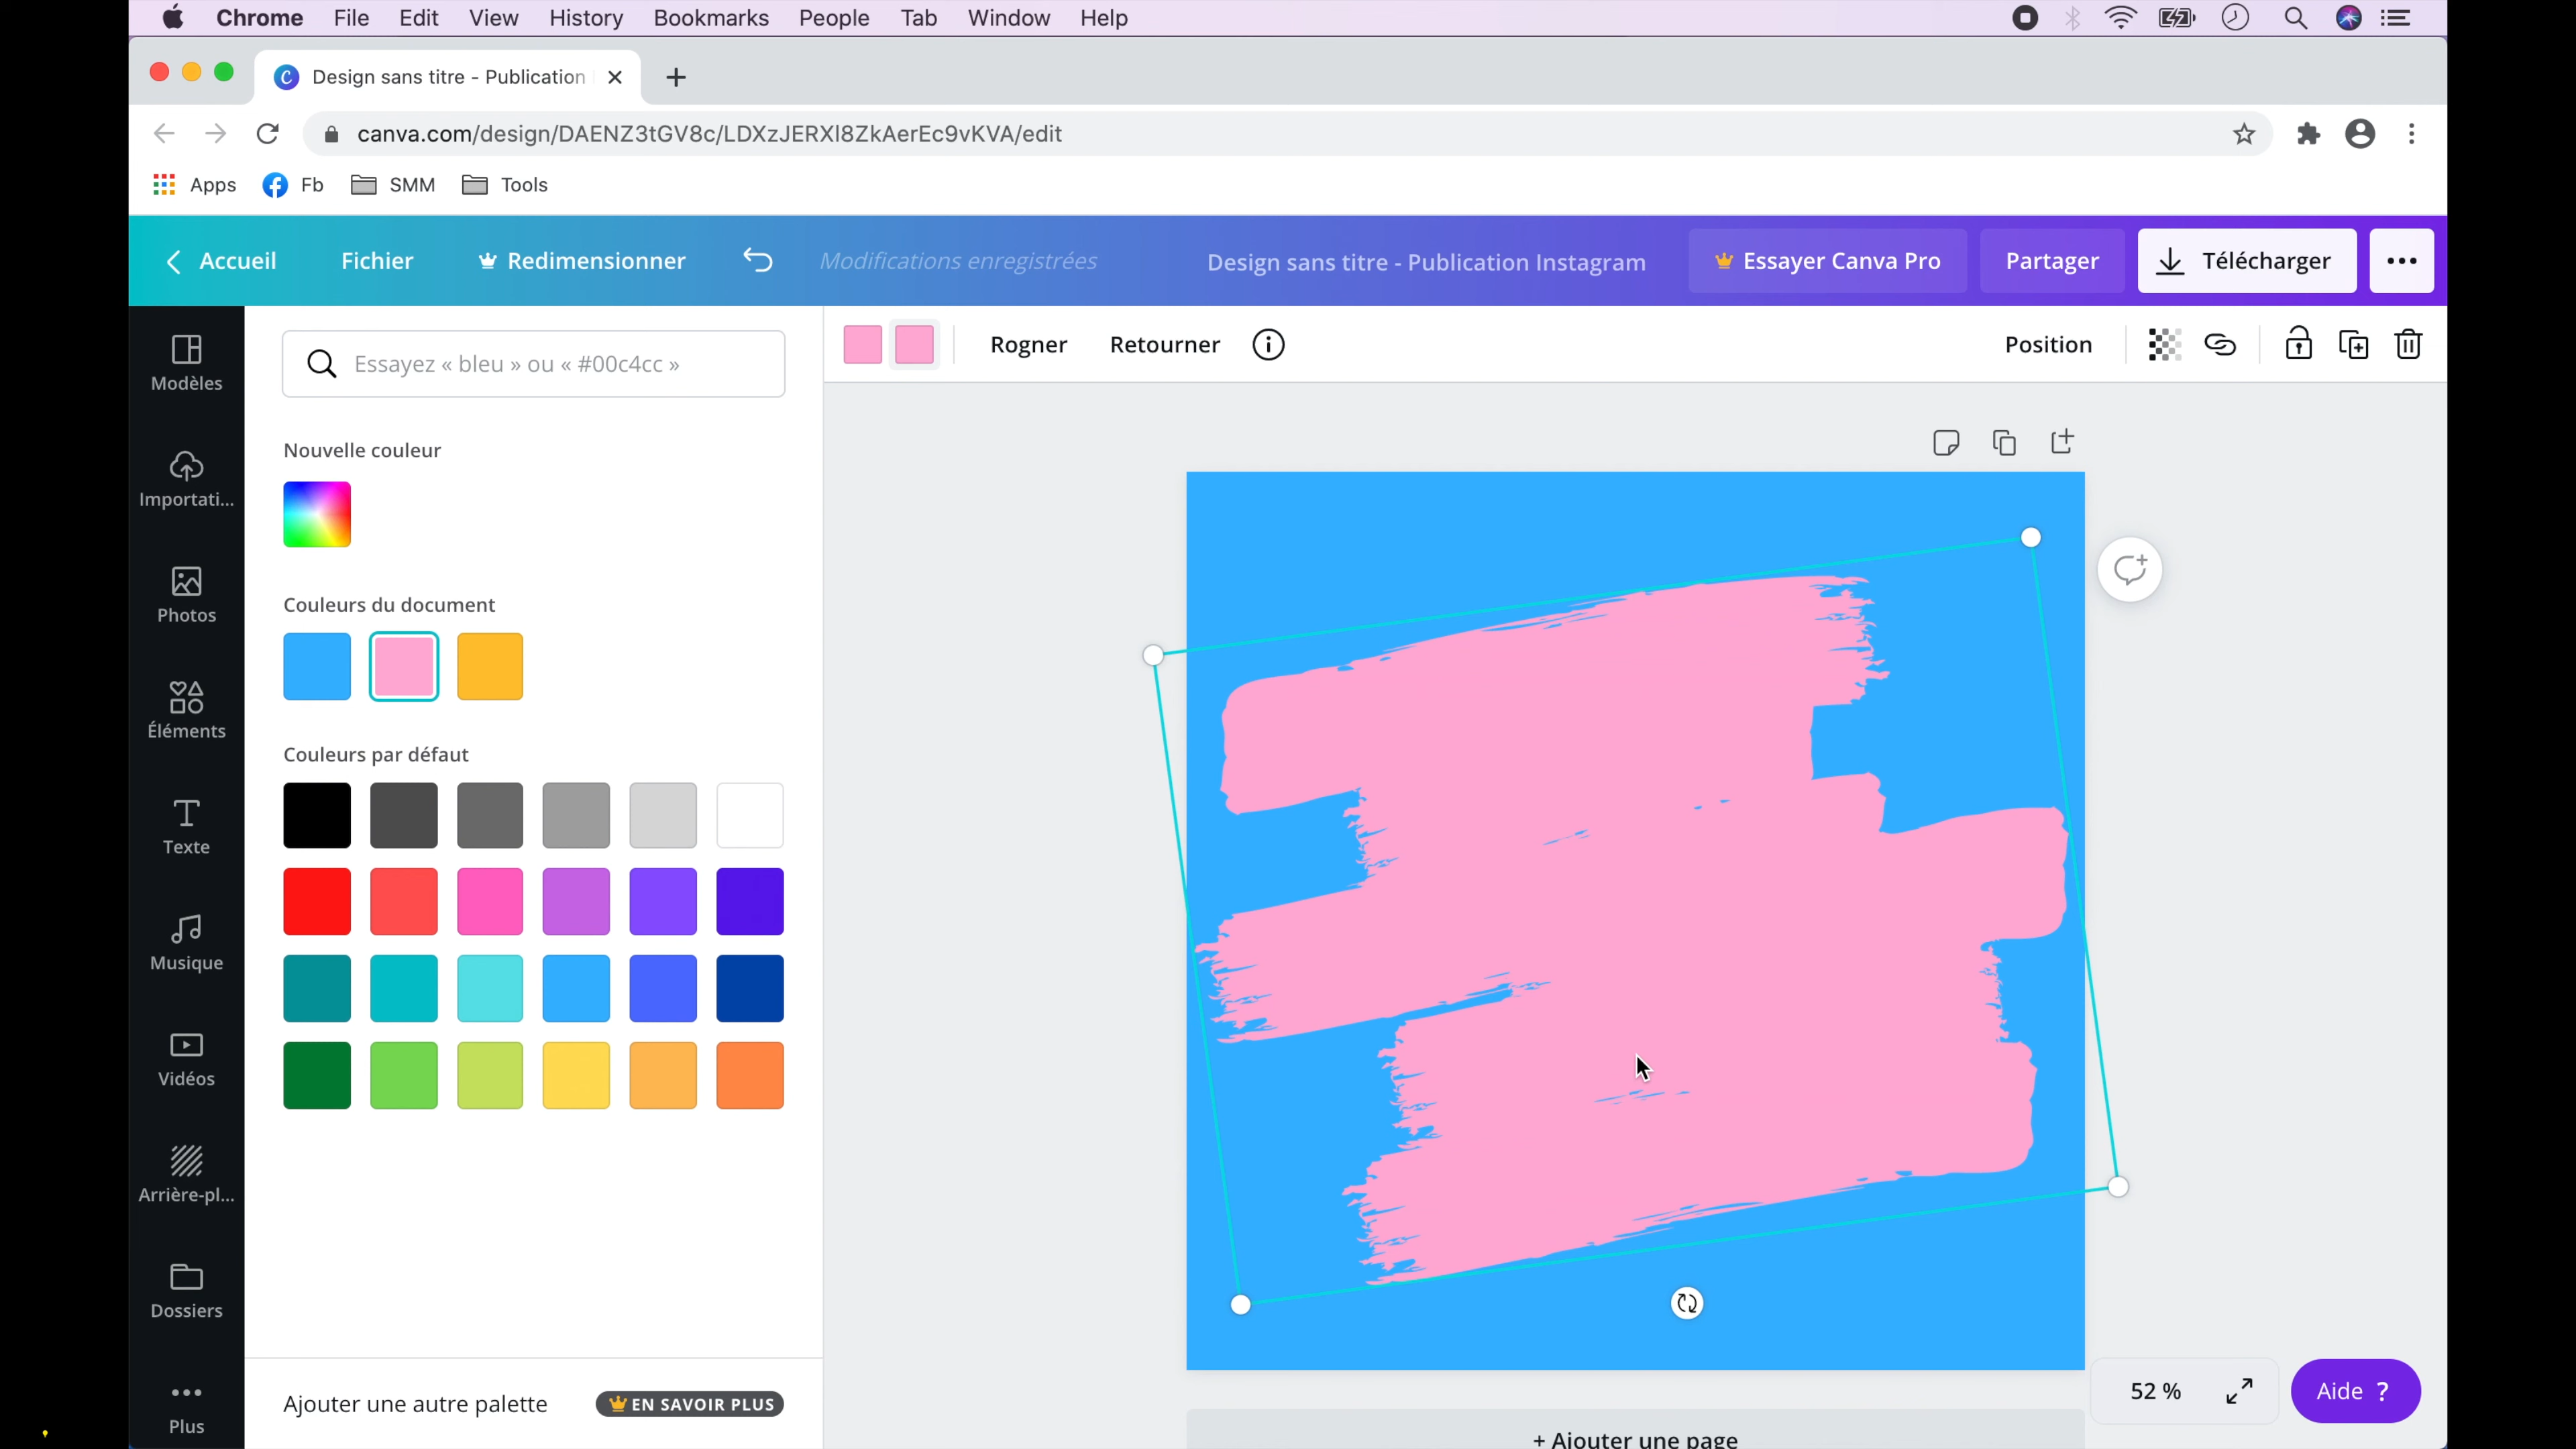 Chrome File Edit View History Bookmarks People Tab Window Help
Design sans titre - Publication
canva.com/design/DAENZ3tGV8c/LDXzJERXl8ZkAerEc9vKVA/edit
Apps Fb SMM Tools
Accueil Fichier Redimensionner Modifications enregistrées Design sans titre - Publication Instagram Essayer Canva Pro Partager Télécharger
Essayez « bleu » ou « #00c4cc »
Rogner Retourner Position
Modèles
Nouvelle couleur
Importati...
Couleurs du document
Photos
Éléments
Couleurs par défaut
Texte
Musique
Vidéos
Arrière-pl...
Dossiers
Ajouter une autre palette EN SAVOIR PLUS
52 % Aide ?
Plus
+ Ajouter une page